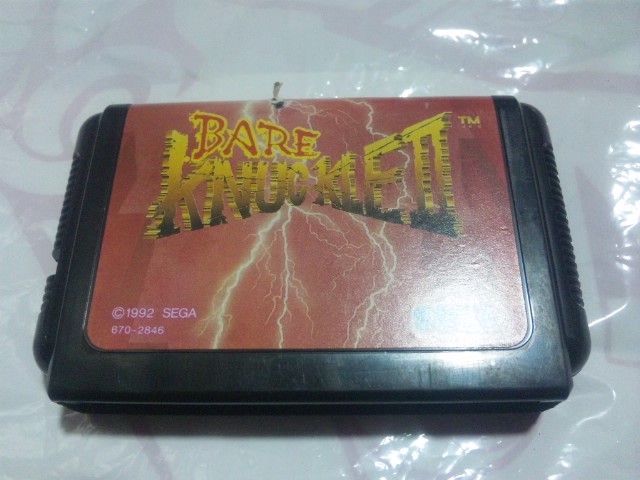 BARE
KNUCKLE II
TM
©1992 SEGA
670-2846